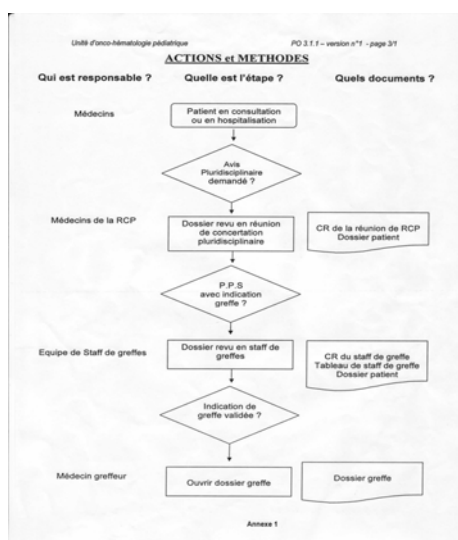 Unité d'onco-hématologie pédiatrique PO 3.1.1 – version n°1 - page 3/1
ACTIONS et METHODES
Qui est responsable ? Quelle est l'étape ? Quels documents ?
Médecins
Patient en consultation
ou en hospitalisation
Avis
Pluridisciplinaire
demandé ?
Médecins de la RCP
Dossier revu en réunion
de concertation
pluridisciplinaire
CR de la réunion de RCP
Dossier patient
P.P.S
avec indication
greffe ?
Equipe de Staff de greffes
Dossier revu en staff de
greffes
CR du staff de greffe
Tableau de staff de greffe
Dossier patient
Indication de
greffe validée ?
Médecin greffeur
Ouvrir dossier greffe
Dossier greffe
Annexe 1